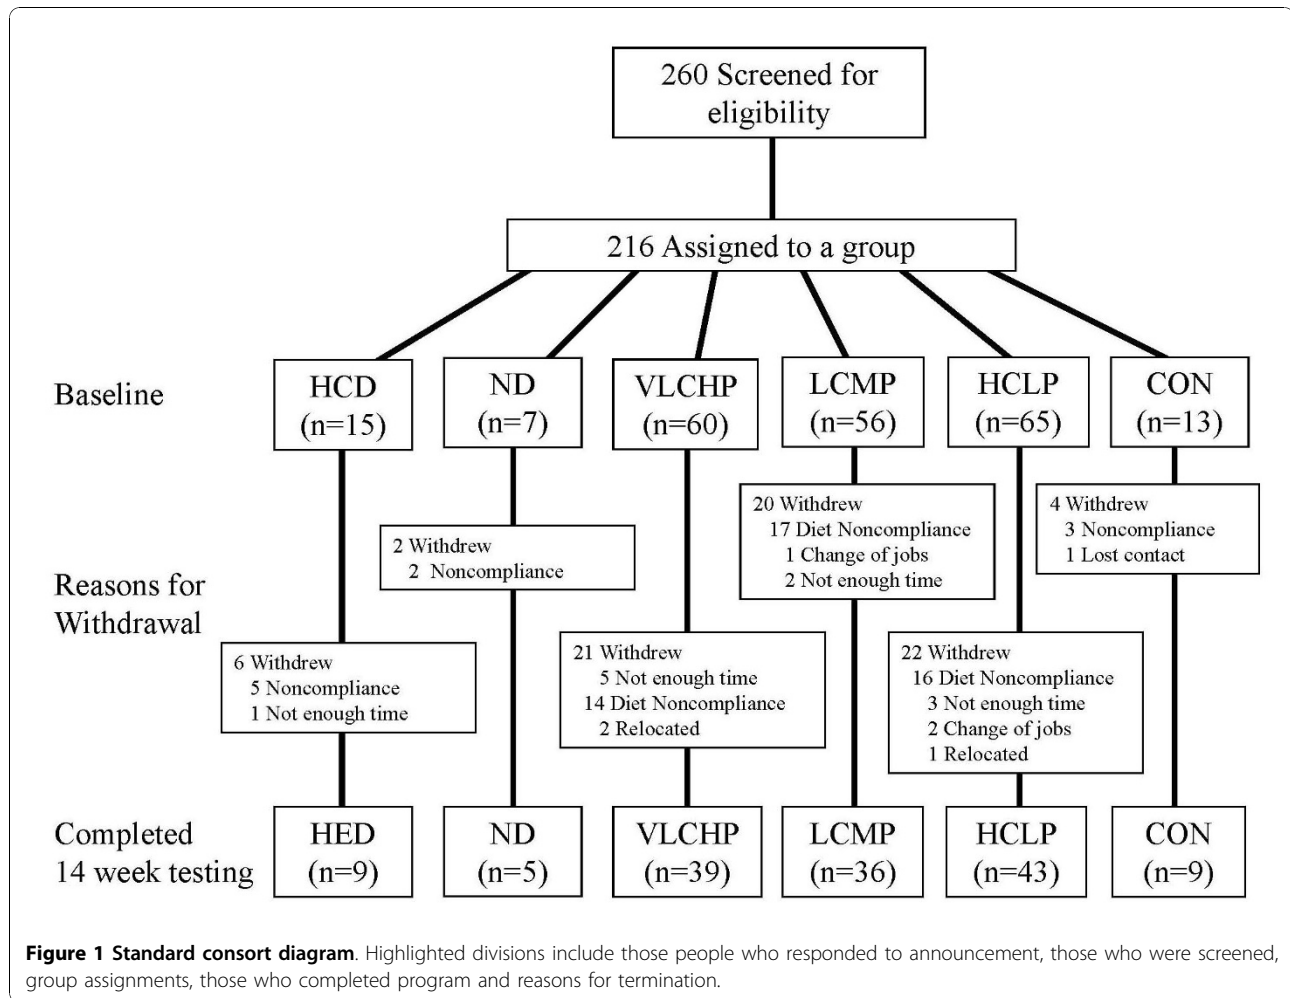 260 Screened for
eligibility
216 Assigned to a group
Baseline
HCD
(n=15)
ND
(n=7)
VLCHP
(n=60)
LCMP
(n=56)
HCLP
(n=65)
CON
(n=13)
Reasons for
Withdrawal
6 Withdrew
5 Noncompliance
1 Not enough time
2 Withdrew
2 Noncompliance
21 Withdrew
5 Not enough time
14 Diet Noncompliance
2 Relocated
20 Withdrew
17 Diet Noncompliance
1 Change of jobs
2 Not enough time
22 Withdrew
16 Diet Noncompliance
3 Not enough time
2 Change of jobs
1 Relocated
4 Withdrew
3 Noncompliance
1 Lost contact
Completed
14 week testing
HED
(n=9)
ND
(n=5)
VLCHP
(n=39)
LCMP
(n=36)
HCLP
(n=43)
CON
(n=9)
Figure 1 Standard consort diagram. Highlighted divisions include those people who responded to announcement, those who were screened,
group assignments, those who completed program and reasons for termination.